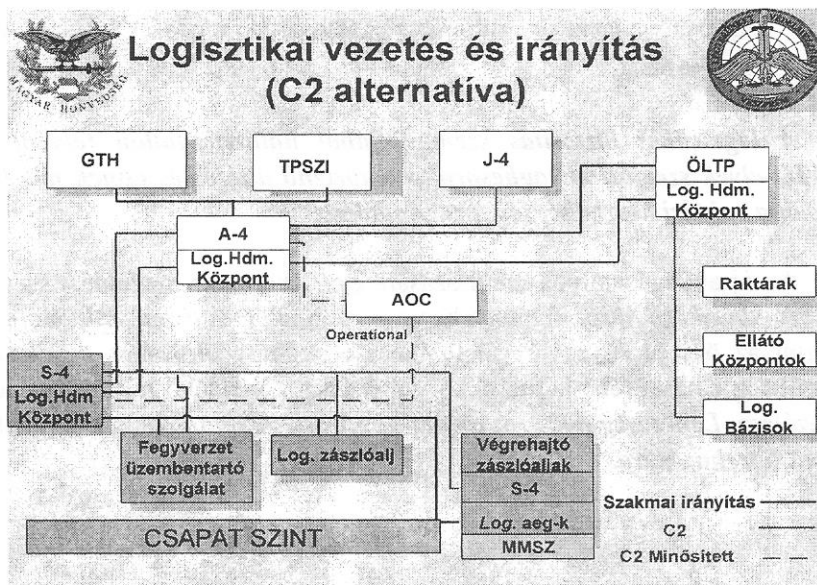 Logisztikai vezetés és irányítás
(C2 alternatíva)
MAGYAR HONVÉDSÉG
GTH
TPSZI
J-4
ÖLTP
Log. Hdm.
Központ
A-4
Log.Hdm.
Központ
AOC
Operational
Raktárak
Ellátó
Központok
Log.
Bázisok
S-4
Log.Hdm
Központ
Fegyverzet
üzembentartó
szolgálat
Log. zászlóalj
Végrehajtó
zászlóaljak
S-4
Log. aeg-k
MMSZ
CSAPAT SZINT
Szakmai irányítás
C2
C2 Minősített